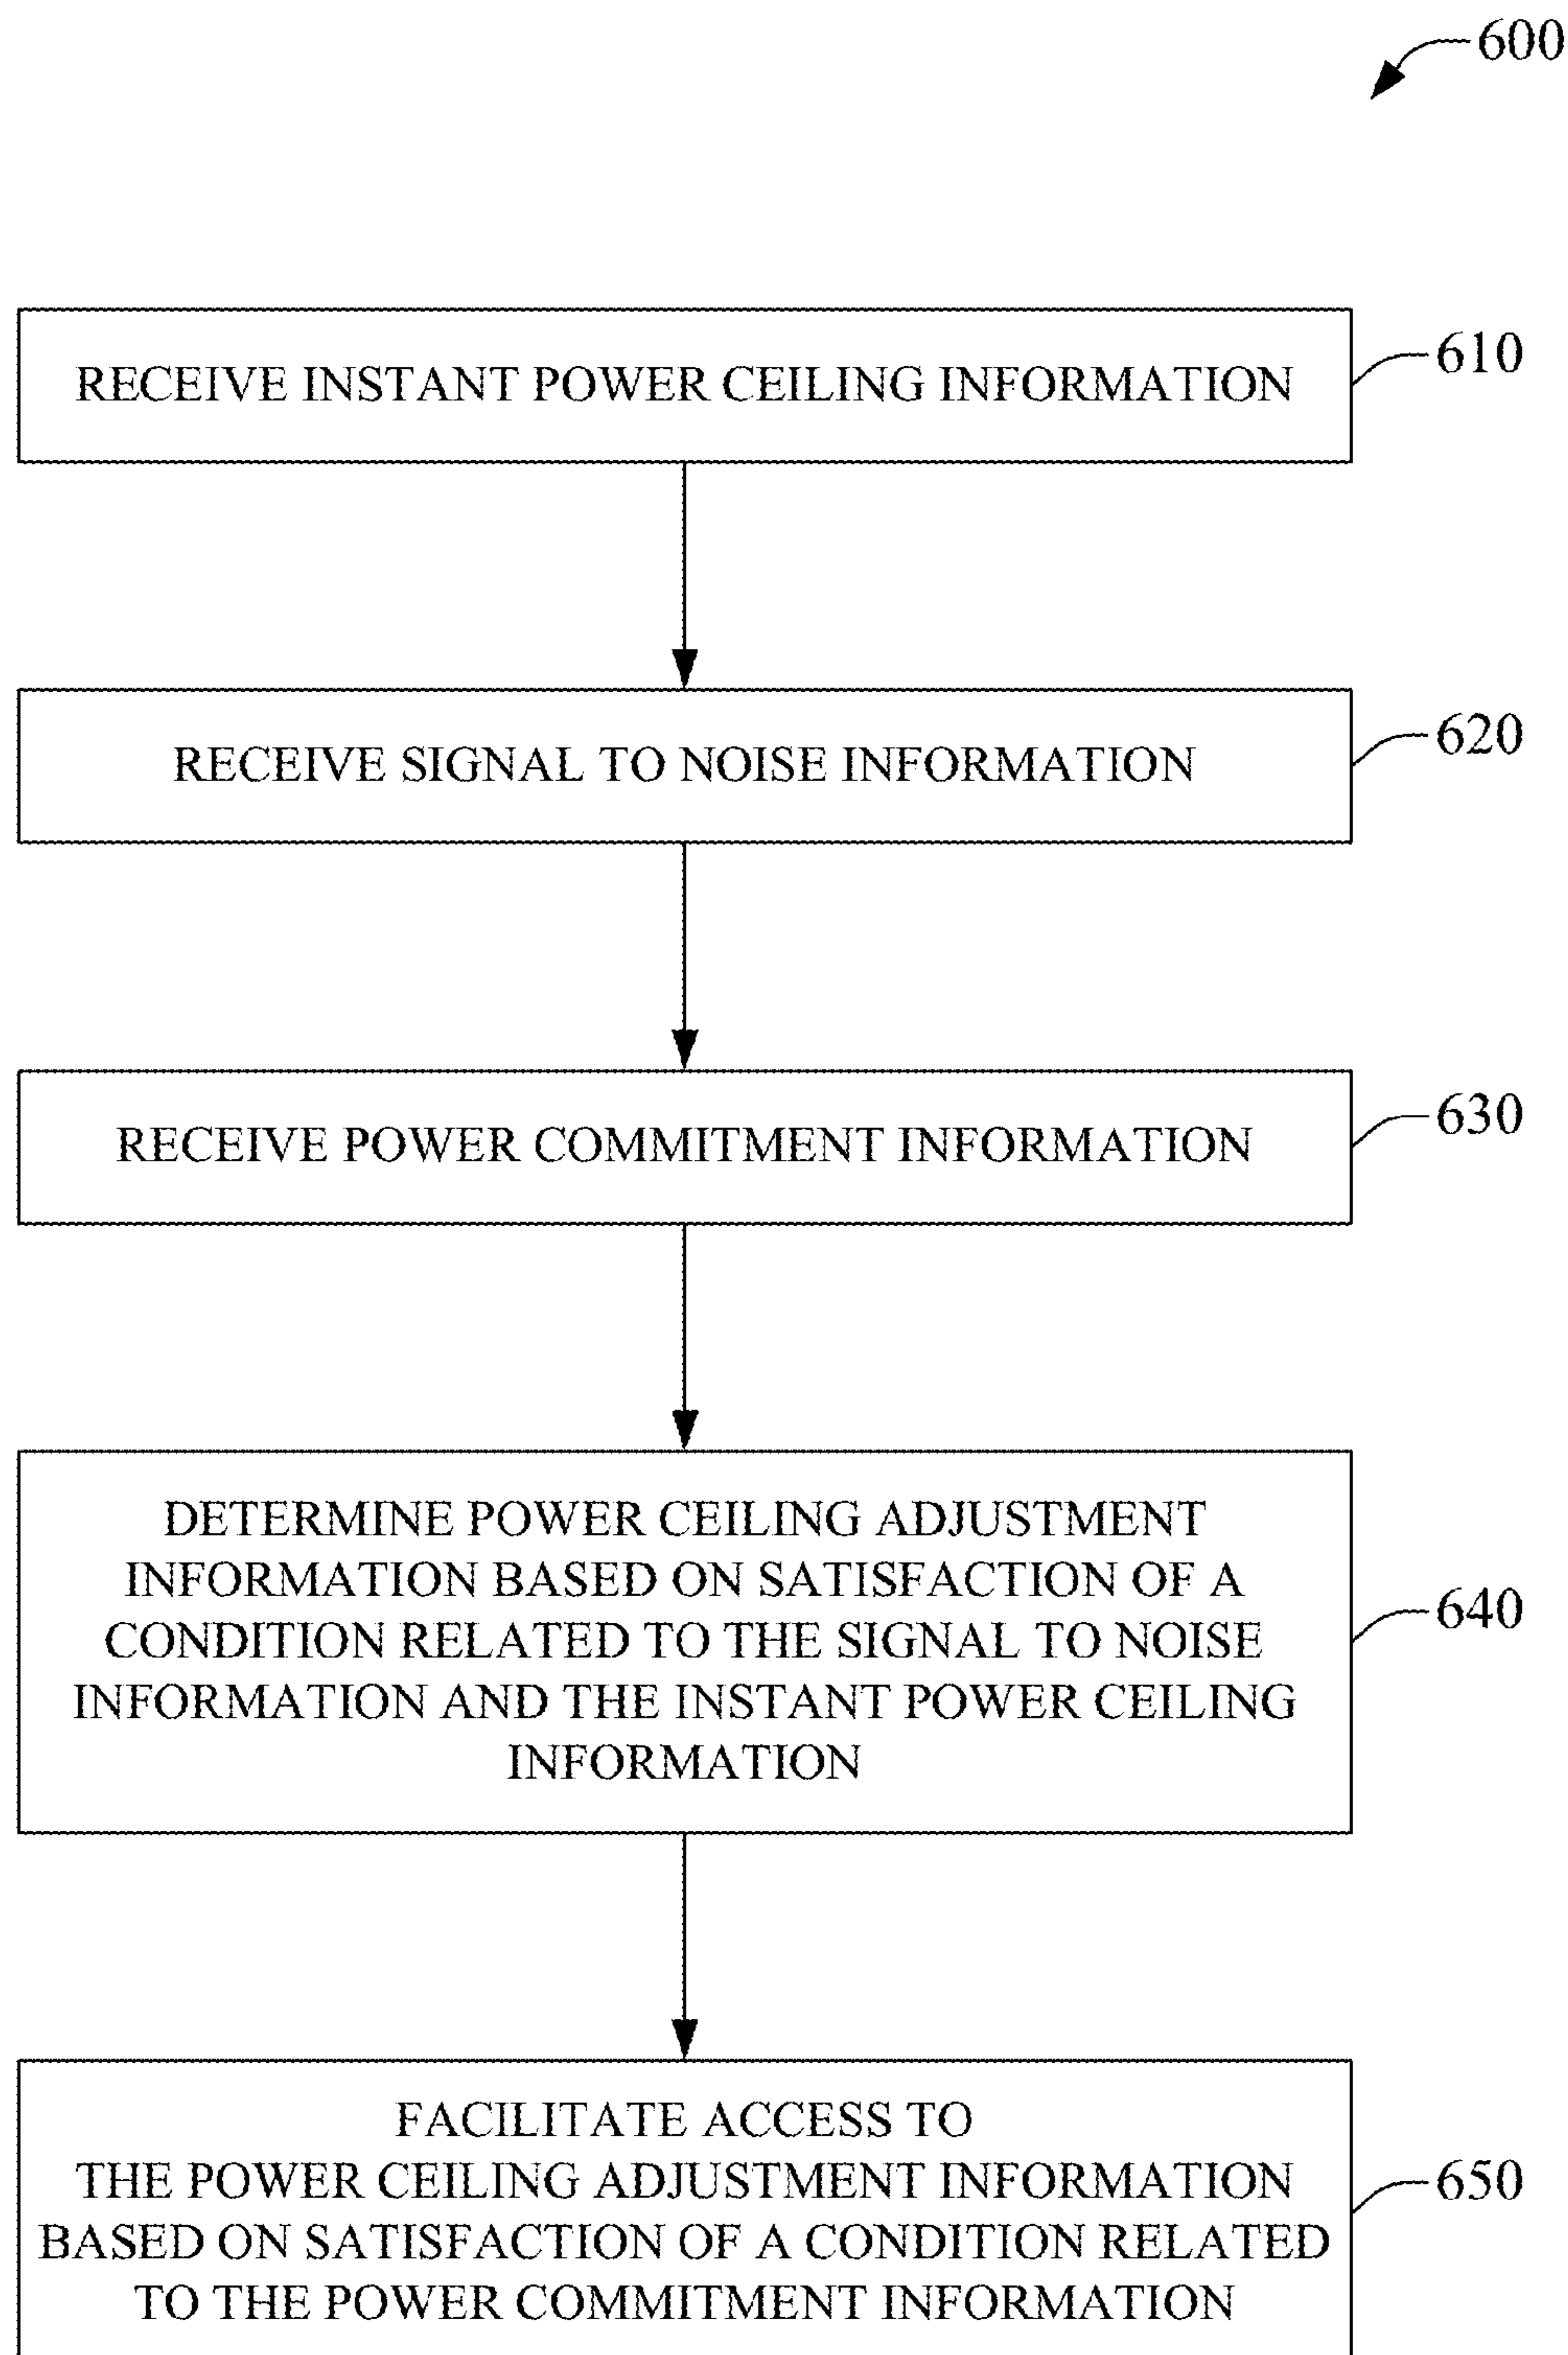 600
RECEIVE INSTANT POWER CEILING INFORMATION
610
RECEIVE SIGNAL TO NOISE INFORMATION
620
RECEIVE POWER COMMITMENT INFORMATION
630
DETERMINE POWER CEILING ADJUSTMENT
INFORMATION BASED ON SATISFACTION OF A
CONDITION RELATED TO THE SIGNAL TO NOISE
INFORMATION AND THE INSTANT POWER CEILING
INFORMATION
640
FACILITATE ACCESS TO
THE POWER CEILING ADJUSTMENT INFORMATION
BASED ON SATISFACTION OF A CONDITION RELATED
TO THE POWER COMMITMENT INFORMATION
650